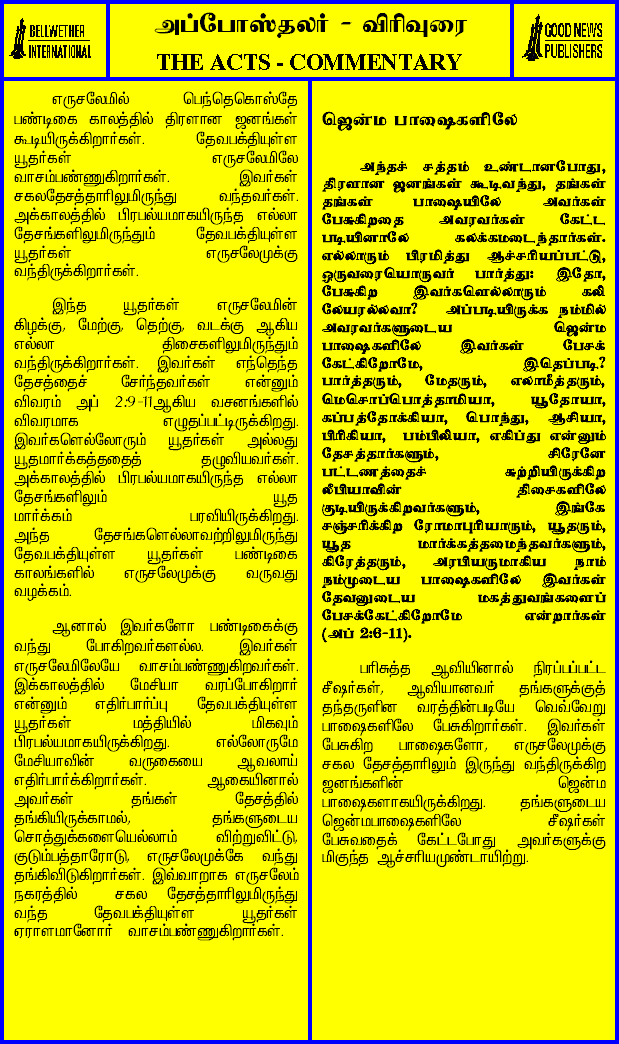 BELLWETHER
INTERNATIONAL
அப்போஸ்தலர் - விரிவுரை
THE ACTS - COMMENTARY
GOOD NEWS
PUBLISHERS
எருசலேமில் பெந்தெகொஸ்தே
பண்டிகை காலத்தில் திரளான ஜனங்கள்
கூடியிருக்கிறார்கள். தேவபக்தியுள்ள
யூதர்கள் எருசலேமிலே
வாசம்பண்ணுகிறார்கள். இவர்கள்
சகலதேசத்தாரிலுமிருந்து வந்தவர்கள்.
அக்காலத்தில் பிரபல்யமாகயிருந்த எல்லா
தேசங்களிலுமிருந்தும் தேவபக்தியுள்ள
யூதர்கள் எருசலேமுக்கு
வந்திருக்கிறார்கள்.
இந்த யூதர்கள் எருசலேமின்
கிழக்கு, மேற்கு, தெற்கு, வடக்கு ஆகிய
எல்லா திசைகளிலுமிருந்தும்
வந்திருக்கிறார்கள். இவர்கள் எந்தெந்த
தேசத்தைச் சேர்ந்தவர்கள் என்னும்
விவரம் அப் 2:9-11ஆகிய வசனங்களில்
விவரமாக எழுதப்பட்டிருக்கிறது.
இவர்களெல்லோரும் யூதர்கள் அல்லது
யூதமார்க்கத்ததைத் தழுவியவர்கள்.
அக்காலத்தில் பிரபல்யமாகயிருந்த எல்லா
தேசங்களிலும் யூத
மார்க்கம் பரவியிருக்கிறது.
அந்த தேசங்களெல்லாவற்றிலுமிருந்து
தேவபக்தியுள்ள யூதர்கள் பண்டிகை
காலங்களில் எருசலேமுக்கு வருவது
வழக்கம்.
ஆனால் இவர்களோ பண்டிகைக்கு
வந்து போகிறவர்களல்ல. இவர்கள்
எருசலேமிலேயே வாசம்பண்ணுகிறவர்கள்.
இக்காலத்தில் மேசியா வரப்போகிறார்
என்னும் எதிர்பார்ப்பு தேவபக்தியுள்ள
யூதர்கள் மத்தியில் மிகவும்
பிரபல்யமாகயிருக்கிறது. எல்லோருமே
மேசியாவின் வருகையை ஆவலாய்
எதிர்பார்க்கிறார்கள். ஆகையினால்
அவர்கள் தங்கள் தேசத்தில்
தங்கியிருக்காமல், தங்களுடைய
சொத்துக்களையெல்லாம் விற்றுவிட்டு,
குடும்பத்தாரோடு, எருசலேமுக்கே வந்து
தங்கிவிடுகிறார்கள். இவ்வாறாக எருசலேம்
நகரத்தில் சகல தேசத்தாரிலுமிருந்து
வந்த தேவபக்தியுள்ள யூதர்கள்
ஏராளமானோர் வாசம்பண்ணுகிறார்கள்.
ஜென்ம பாஷைகளிலே
அந்தச் சத்தம் உண்டானபோது,
திரளான ஜனங்கள் கூடிவந்து, தங்கள்
தங்கள் பாஷையிலே அவர்கள்
பேசுகிறதை அவரவர்கள் கேட்ட
படியினாலே கலக்கமடைந்தார்கள்.
எல்லாரும் பிரமித்து ஆச்சரியப்பட்டு,
ஒருவரையொருவர் பார்த்து: இதோ,
பேசுகிற இவர்களெல்லாரும் கலி
லேயரல்லவா? அப்படியிருக்க நம்மில்
அவரவர்களுடைய ஜென்ம
பாஷைகளிலே இவர்கள் பேசக்
கேட்கிறோமே, இதெப்படி?
பார்த்தரும், மேதரும், எலாமீத்தரும்,
மெசொப்பொத்தாமியா, யூதேயா,
கப்பத்தோக்கியா, பொந்து, ஆசியா,
பிரிகியா, பம்பிலியா, எகிப்து என்னும்
தேசத்தார்களும், சிரேனே
பட்டணத்தைச் சுற்றியிருக்கிற
லீபியாவின் திசைகளிலே
குடியிருக்கிறவர்களும், இங்கே
சஞ்சரிக்கிற ரோமாபுரியாரும், யூதரும்,
யூத மார்க்கத்தமைந்தவர்களும்,
கிரேத்தரும், அரபியருமாகிய நாம்
நம்முடைய பாஷைகளிலே இவர்கள்
தேவனுடைய மகத்துவங்களைப்
பேசக்கேட்கிறோமே என்றார்கள்
(அப் 2:6-11).
பரிசுத்த ஆவியினால் நிரப்பப்பட்ட
சீஷர்கள், ஆவியானவர் தங்களுக்குத்
தந்தருளின வரத்தின்படியே வெவ்வேறு
பாஷைகளிலே பேசுகிறார்கள். இவர்கள்
பேசுகிற பாஷைகளோ, எருசலேமுக்கு
சகல தேசத்தாரிலும் இருந்து வந்திருக்கிற
ஜனங்களின் ஜென்ம
பாஷைகளாகயிருக்கிறது. தங்களுடைய
ஜென்மபாஷைகளிலே சீஷர்கள்
பேசுவதைக் கேட்டபோது அவர்களுக்கு
மிகுந்த ஆச்சரியமுண்டாயிற்று.